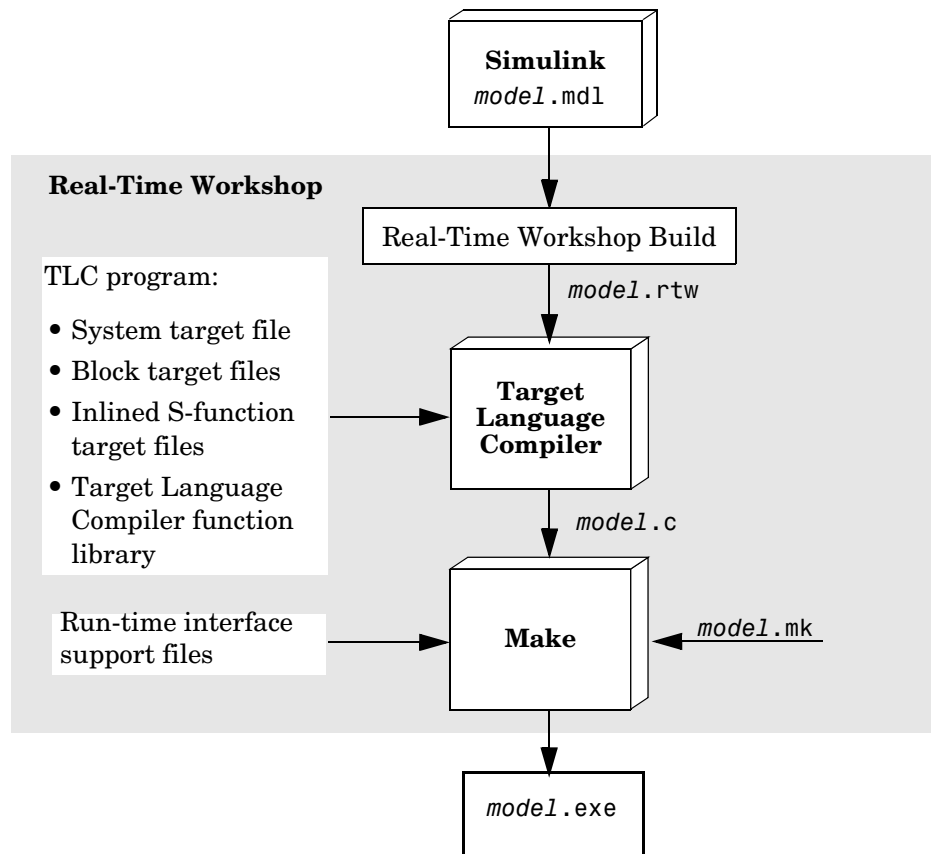 Simulink
model.mdl
Real-Time Workshop
Real-Time Workshop Build
model.rtw
TLC program:
• System target file
• Block target files
• Inlined S-function
target files
• Target Language
Compiler function
library
Target
Language
Compiler
model.c
Run-time interface
support files
Make
model.mk
model.exe